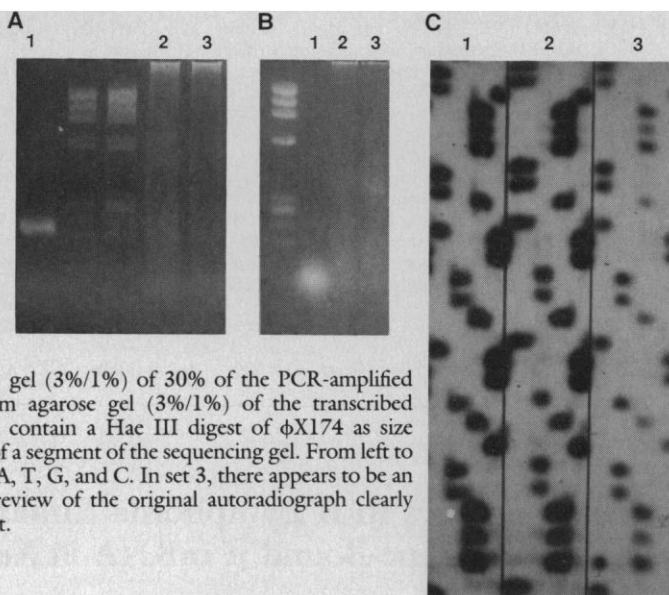 A
B
C
1 2 3
1 2 3
1 2 3
gel (3%/1%) of 30% of the PCR-amplified
agarose gel (3%/1%) of the transcribed
contain a Hae III digest of ϕX174 as size
of a segment of the sequencing gel. From left to
A, T, G, and C. In set 3, there appears to be an
review of the original autoradiograph clearly